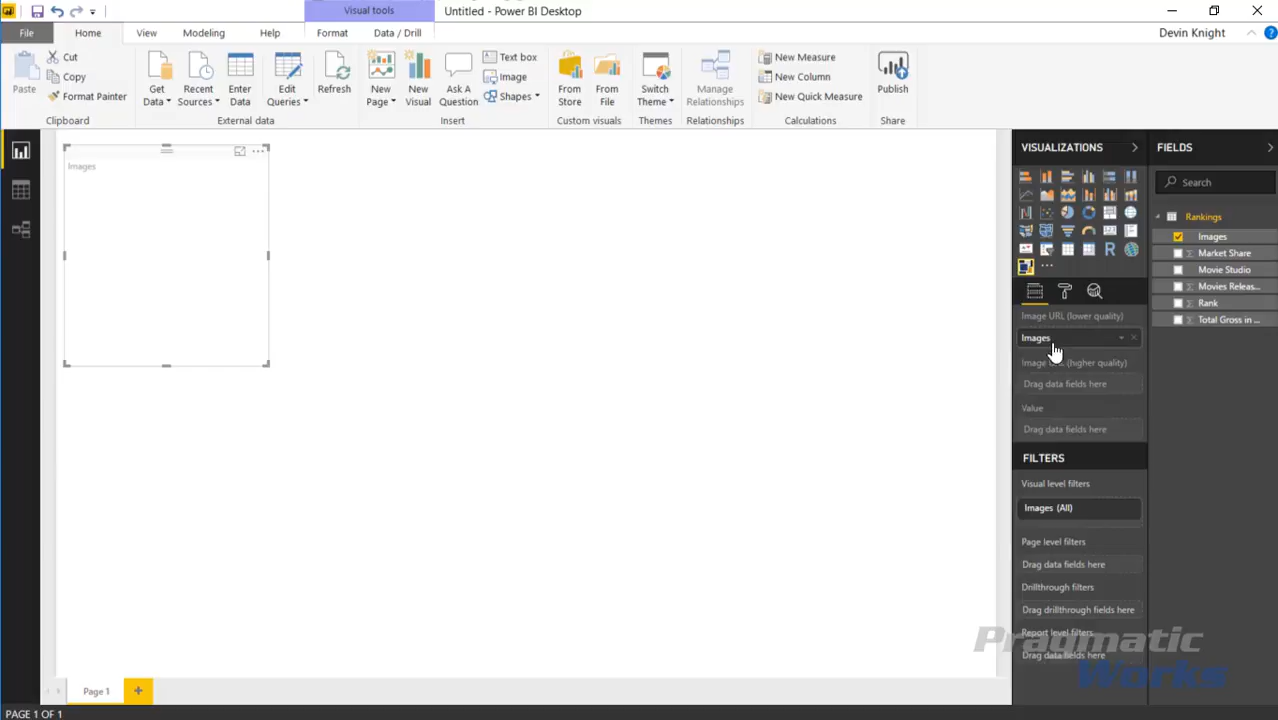 Visual tools
Untitled - Power BI Desktop
File
Home
View
Modeling
Help
Format
Data / Drill
Devin Knight
?
Paste
Cut
Copy
Format Painter
Clipboard
Get
Data
Recent
Sources
Enter
Data
Edit
Queries
Refresh
External data
New
Page
New
Visual
Ask A
Question
Text box
Image
Shapes
Insert
From
Store
From
File
Custom visuals
Switch
Theme
Themes
Manage
Relationships
Relationships
New Measure
New Column
New Quick Measure
Calculations
Publish
Share
Images
VISUALIZATIONS
R
Image URL (lower quality)
Images
(higher quality)
Drag data fields here
Value
Drag data fields here
FILTERS
Visual level filters
Images (All)
Page level filters
Drag data fields here
Drillthrough filters
Drag drillthrough fields here
Report level filters
Drag data fields here
FIELDS
Search
Rankings
Images
Σ Market Share
Movie Studio
Σ Movies Releas...
Σ Rank
Σ Total Gross in ...
Pragmatic
Works
Page 1
+
PAGE 1 OF 1